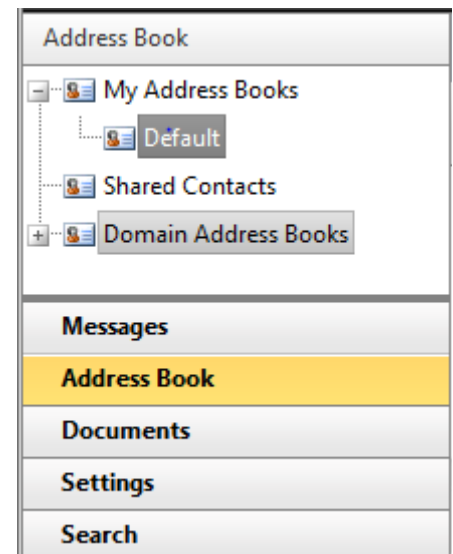 Address Book
My Address Books
Default
Shared Contacts
Domain Address Books
Messages
Address Book
Documents
Settings
Search